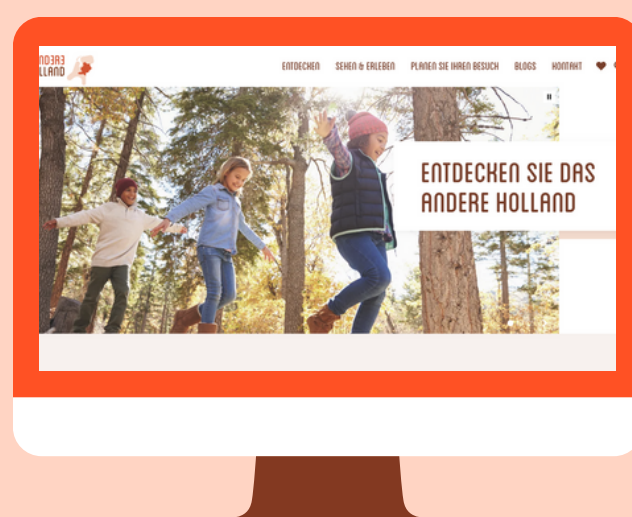 ENTDECKEN SEHEN & ERLEBEN PLANEN SIE IHREN BESUCH BLOGS KONTAKT
ENTDECKEN SIE DAS
ANDERE HOLLAND